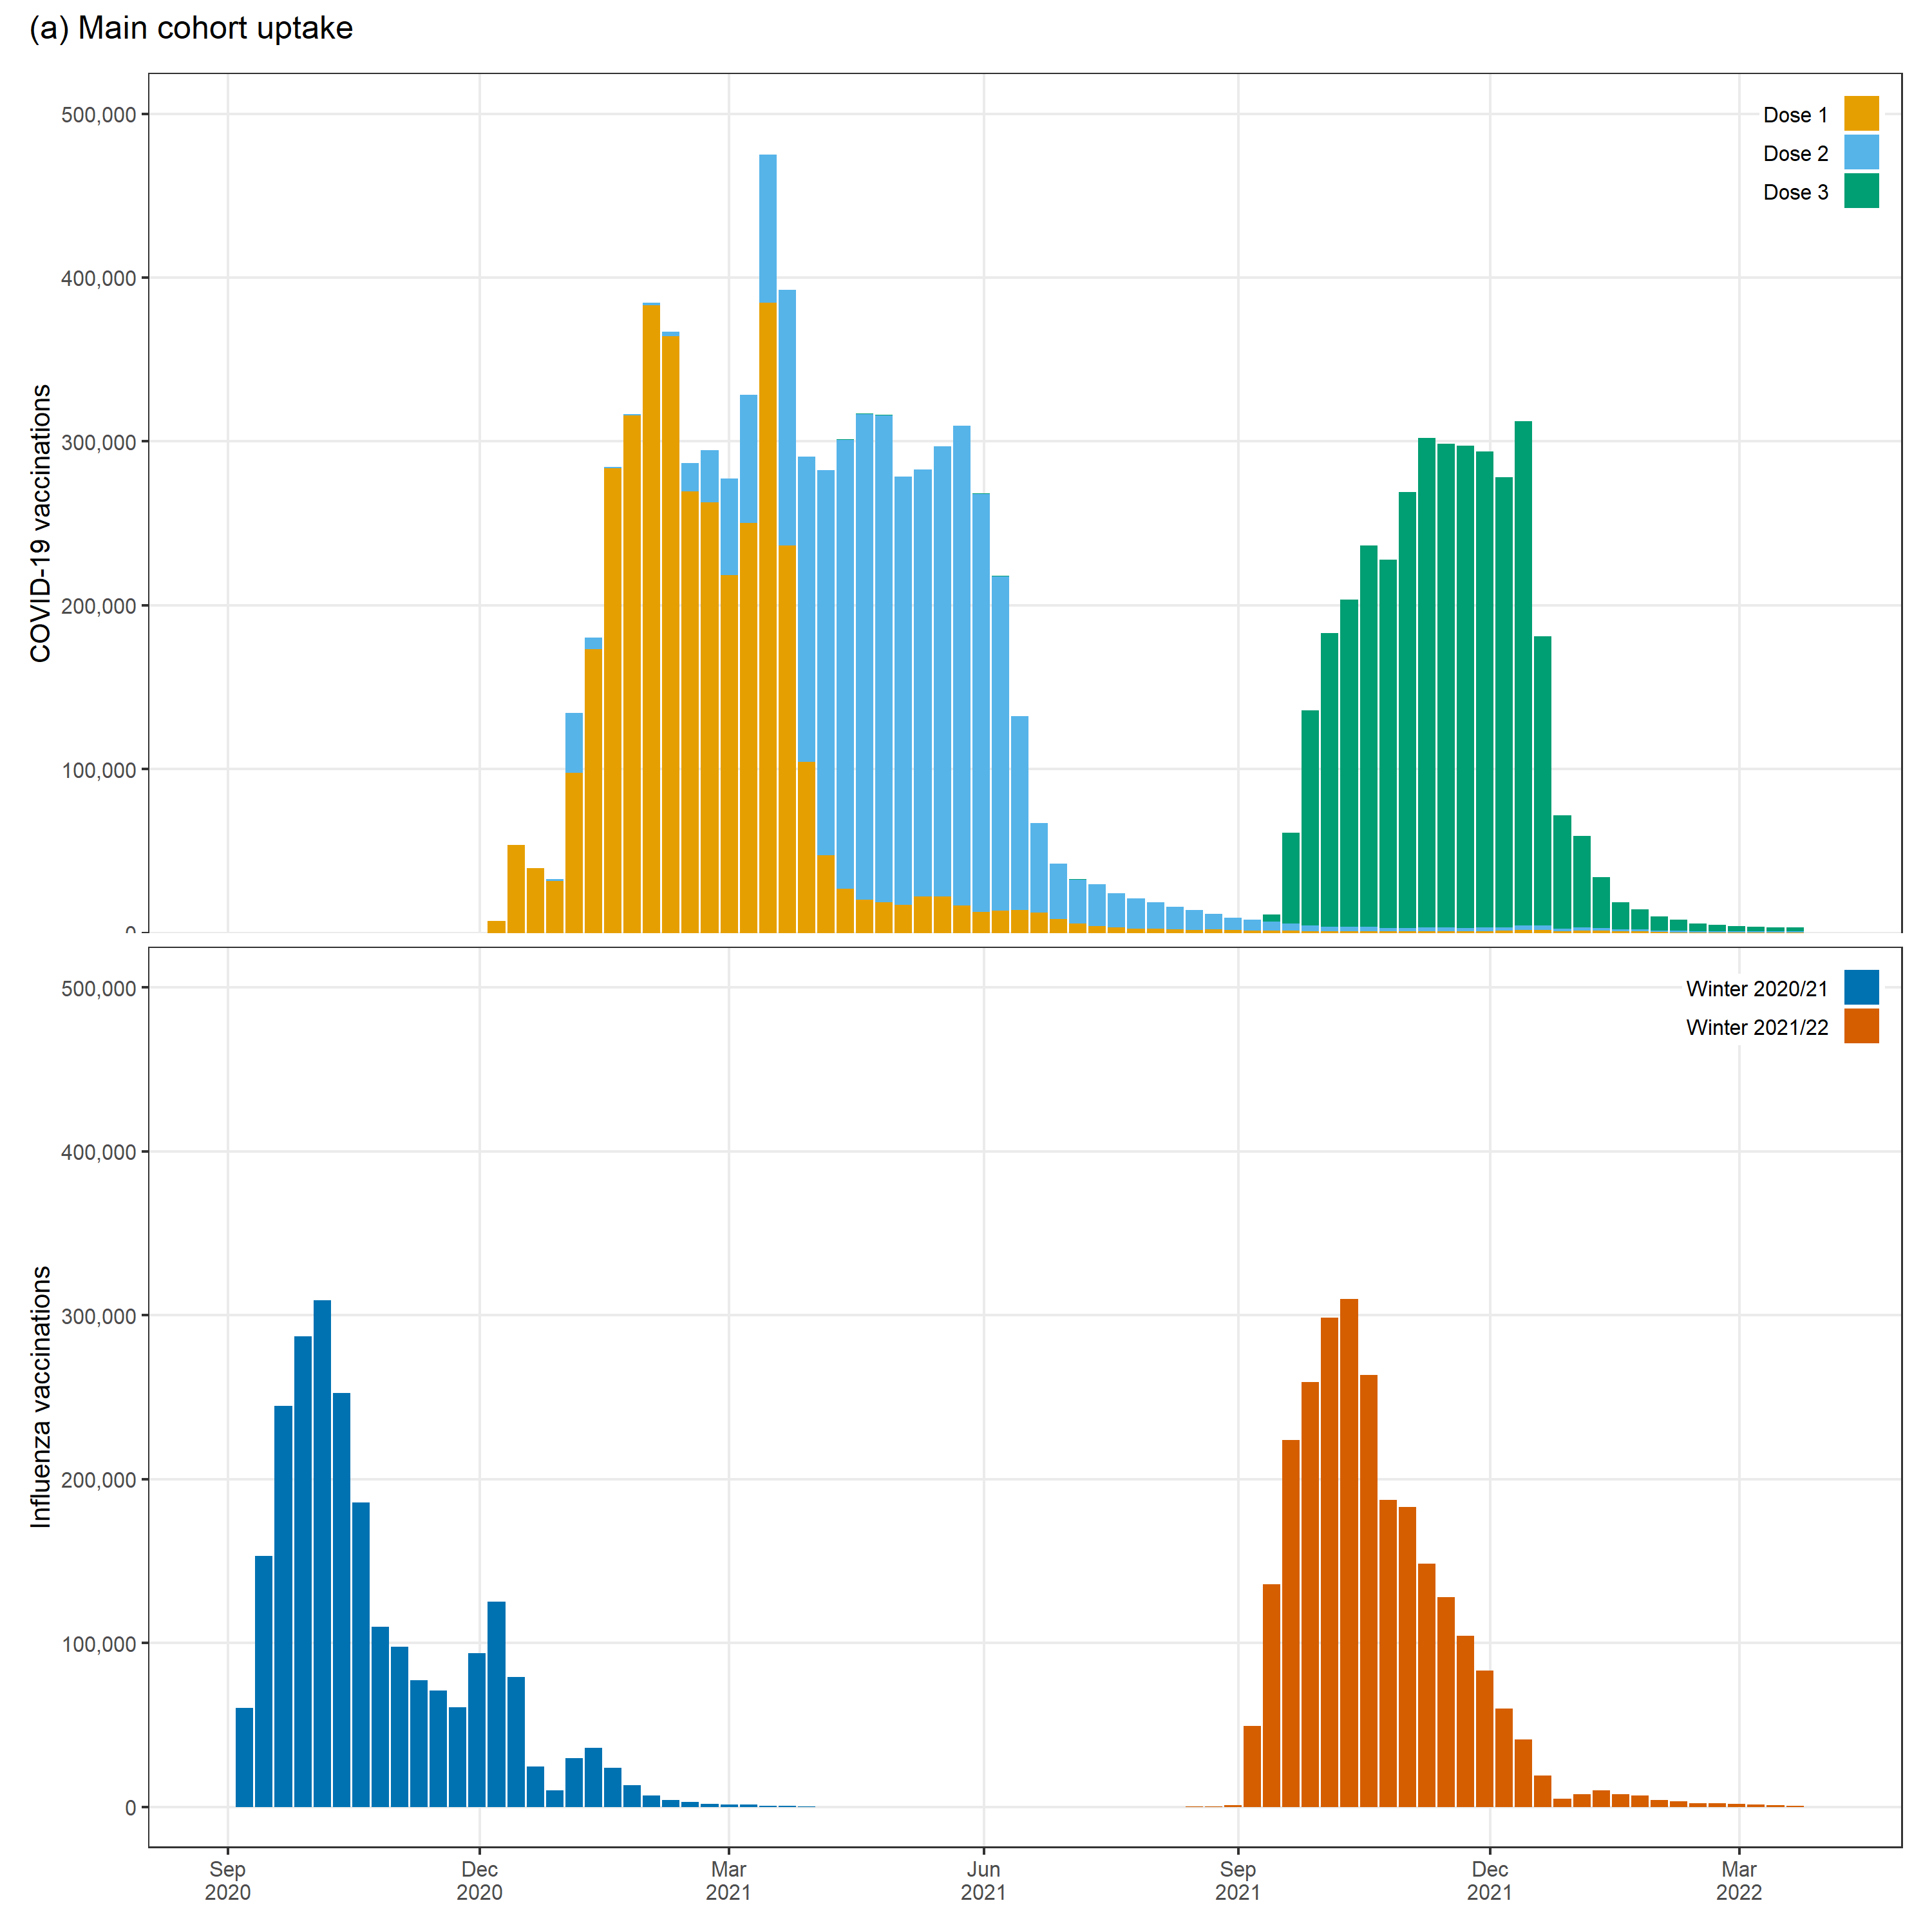 (a) Main cohort uptake
COVID-19 vaccinations
500,000
400,000
300,000
200,000
100,000
0
Dose 1
Dose 2
Dose 3
Influenza vaccinations
500,000
400,000
300,000
200,000
100,000
0
Winter 2020/21
Winter 2021/22
Sep 2020
Dec 2020
Mar 2021
Jun 2021
Sep 2021
Dec 2021
Mar 2022